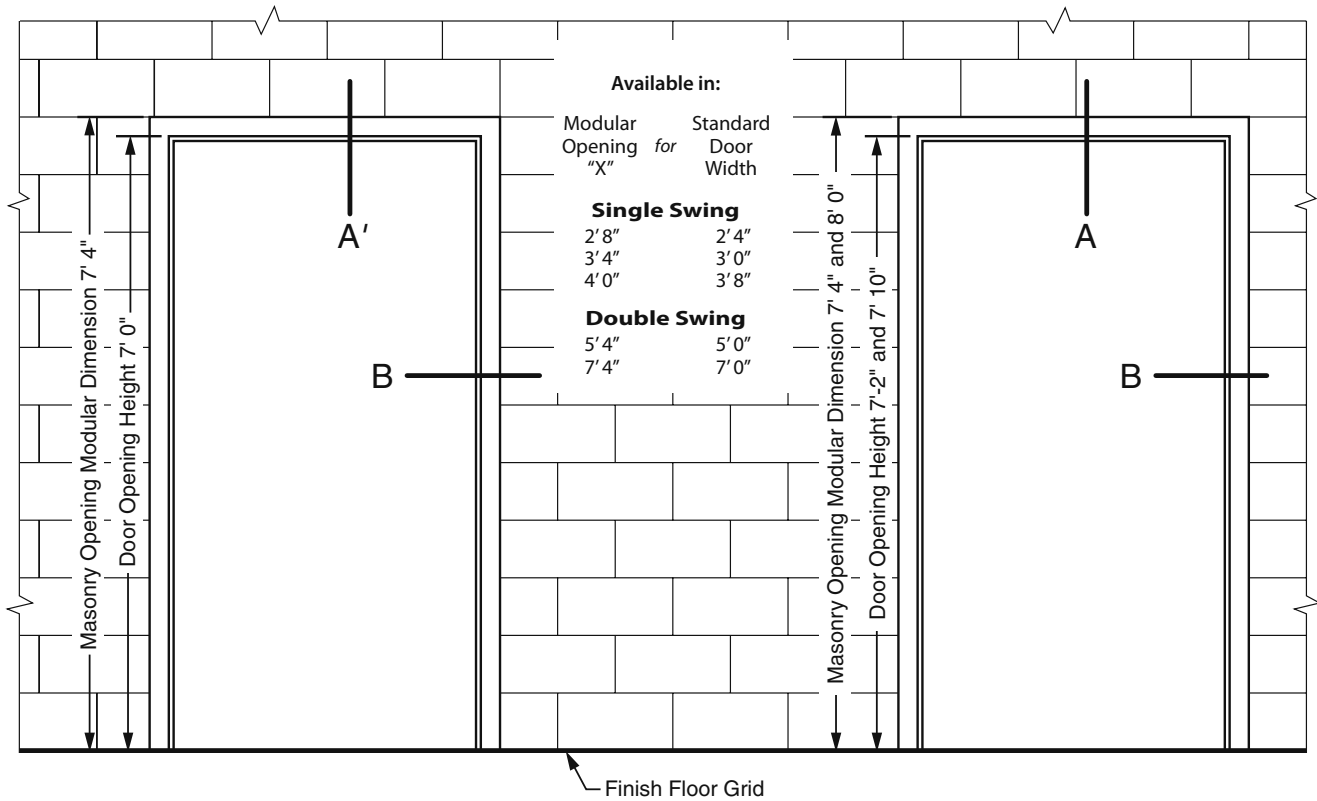 Available in:
Modular Opening "X" for Standard Door Width
Single Swing
2' 8" 2' 4"
3' 4" 3' 0"
4' 0" 3' 8"
Double Swing
5' 4" 5' 0"
7' 4" 7' 0"
Masonry Opening Modular Dimension 7' 4"
Door Opening Height 7' 0"
A'
B
Masonry Opening Modular Dimension 7' 4" and 8' 0"
Door Opening Height 7'-2" and 7' 10"
A
B
Finish Floor Grid